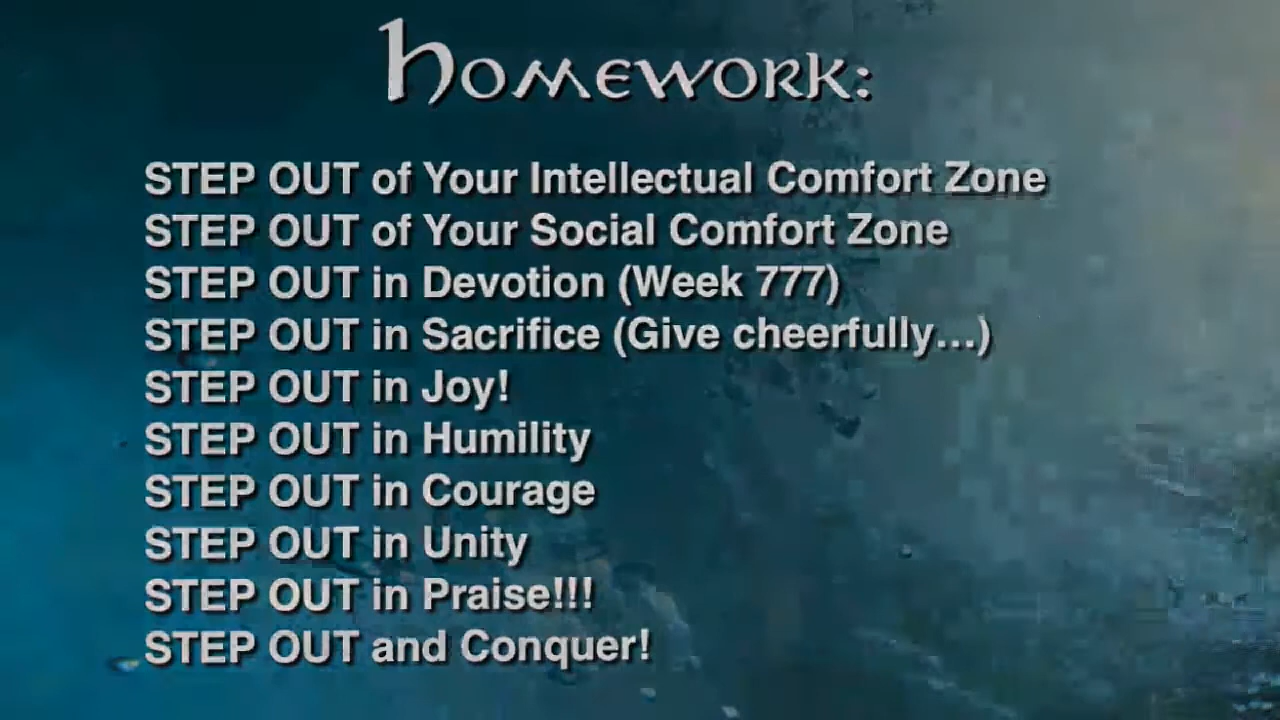 Homework:
STEP OUT of Your Intellectual Comfort Zone
STEP OUT of Your Social Comfort Zone
STEP OUT in Devotion (Week 777)
STEP OUT in Sacrifice (Give cheerfully...)
STEP OUT in Joy!
STEP OUT in Humility
STEP OUT in Courage
STEP OUT in Unity
STEP OUT in Praise!!!
STEP OUT and Conquer!